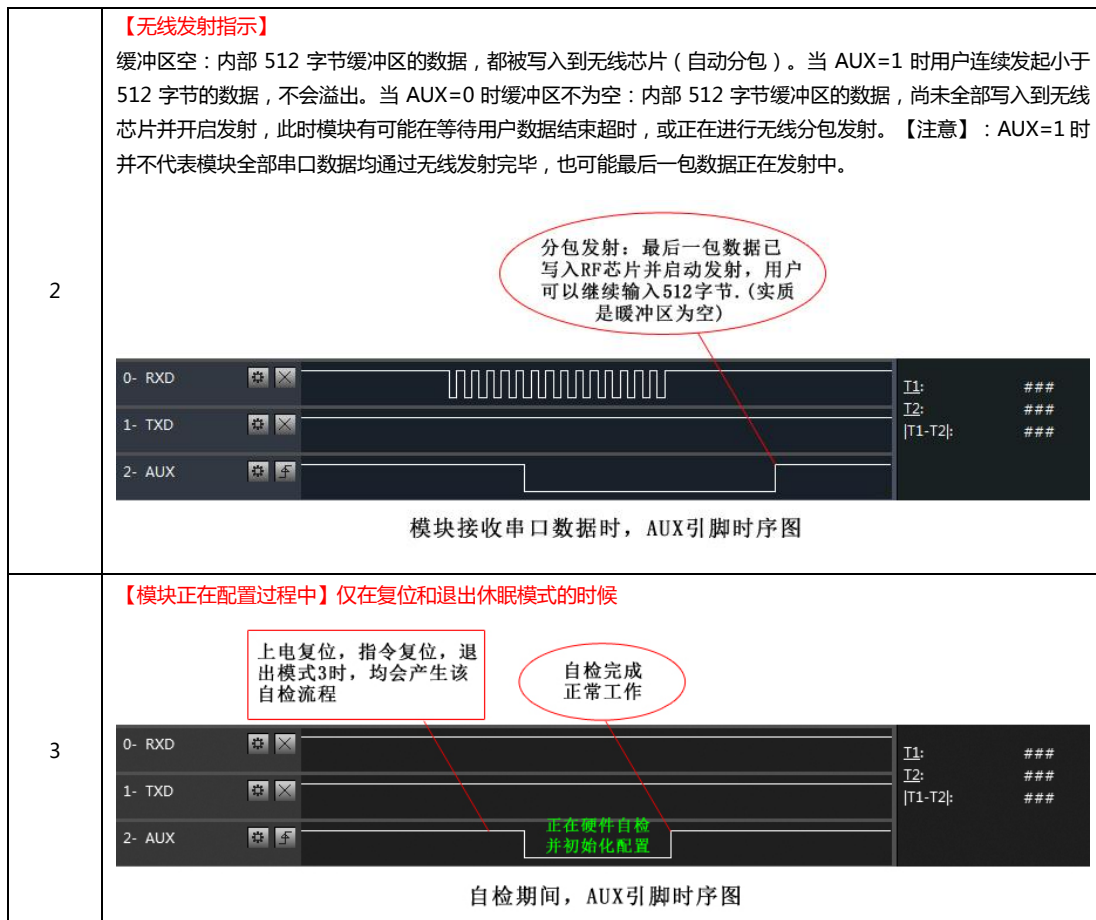 【无线发射指示】
缓冲区空：内部 512 字节缓冲区的数据，都被写入到无线芯片（自动分包）。当 AUX=1 时用户连续发起小于
512 字节的数据，不会溢出。当 AUX=0 时缓冲区不为空：内部 512 字节缓冲区的数据，尚未全部写入到无线
芯片并开启发射，此时模块有可能在等待用户数据结束超时，或正在进行无线分包发射。【注意】：AUX=1 时
并不代表模块全部串口数据均通过无线发射完毕，也可能最后一包数据正在发射中。
2
分包发射：最后一包数据已
写入RF芯片并启动发射，用户
可以继续输入512字节.(实质
是暖冲区为空)
0- RXD
1- TXD
2- AUX
T1: ###
T2: ###
|T1-T2|: ###
模块接收串口数据时，AUX引脚时序图
3
【模块正在配置过程中】仅在复位和退出休眠模式的时候
上电复位，指令复位，退
出模式3时，均会产生该
自检流程
自检完成
正常工作
0- RXD
1- TXD
2- AUX
正在硬件自检
并初始化配置
T1: ###
T2: ###
|T1-T2|: ###
自检期间，AUX引脚时序图